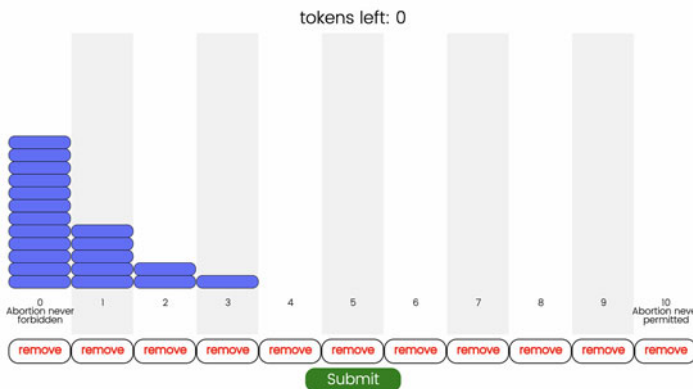 tokens left: 0
0 1 2 3 4 5 6 7 8 9 10
Abortion never Abortion never
forbidden permitted
remove remove remove remove remove remove remove remove remove remove remove
Submit